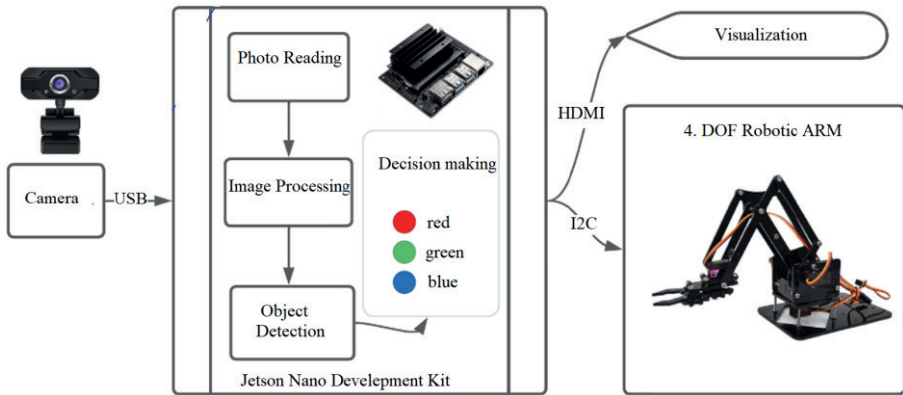 Camera
USB
Photo Reading
Image Processing
Object
Detection
Decision making
red
green
blue
Jetson Nano Develepment Kit
HDMI
I2C
Visualization
4. DOF Robotic ARM